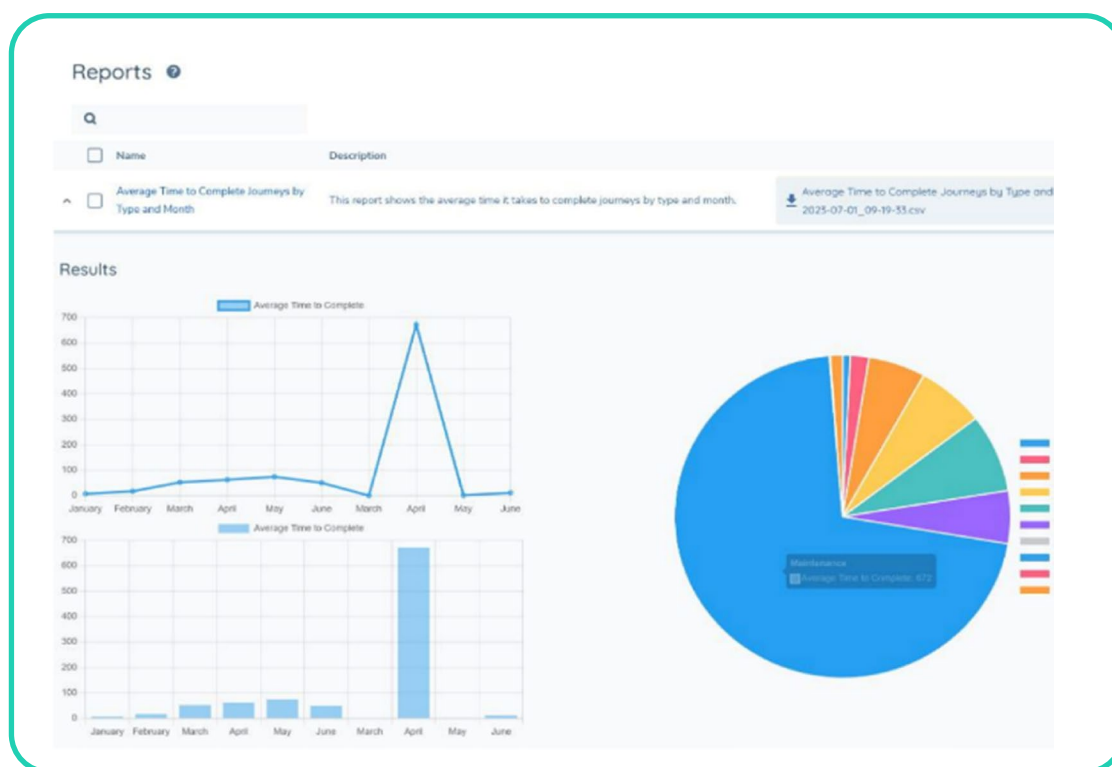 Reports ?
Name Description
Average Time to Complete Journeys by
Type and Month
This report shows the average time it takes to complete journeys by type and month.
Average Time to Complete Journeys by Type and
2023-07-01_09-19-33.csv
Results
Average Time to Complete
700
600
500
400
300
200
100
0
January February March April May June March April May June
Average Time to Complete
700
600
500
400
300
200
100
0
January February March April May June March April May June
Maintenance
Average Time to Complete: 672